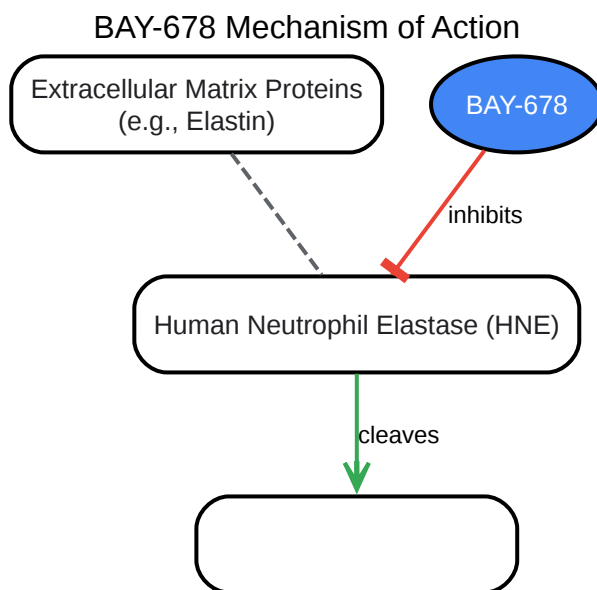 BAY-678 Mechanism of Action
Extracellular Matrix Proteins
(e.g., Elastin)
BAY-678
inhibits
Human Neutrophil Elastase (HNE)
cleaves